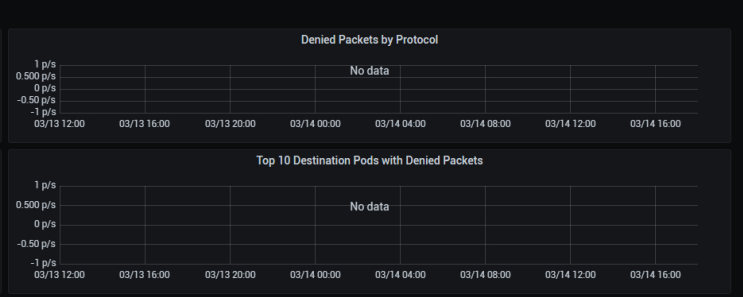 Denied Packets by Protocol
1 p/s
0.500 p/s
0 p/s
-0.50 p/s
-1 p/s
No data
03/13 12:00 03/13 16:00 03/13 20:00 03/14 00:00 03/14 04:00 03/14 08:00 03/14 12:00 03/14 16:00
Top 10 Destination Pods with Denied Packets
1 p/s
0.500 p/s
0 p/s
-0.50 p/s
-1 p/s
No data
03/13 12:00 03/13 16:00 03/13 20:00 03/14 00:00 03/14 04:00 03/14 08:00 03/14 12:00 03/14 16:00